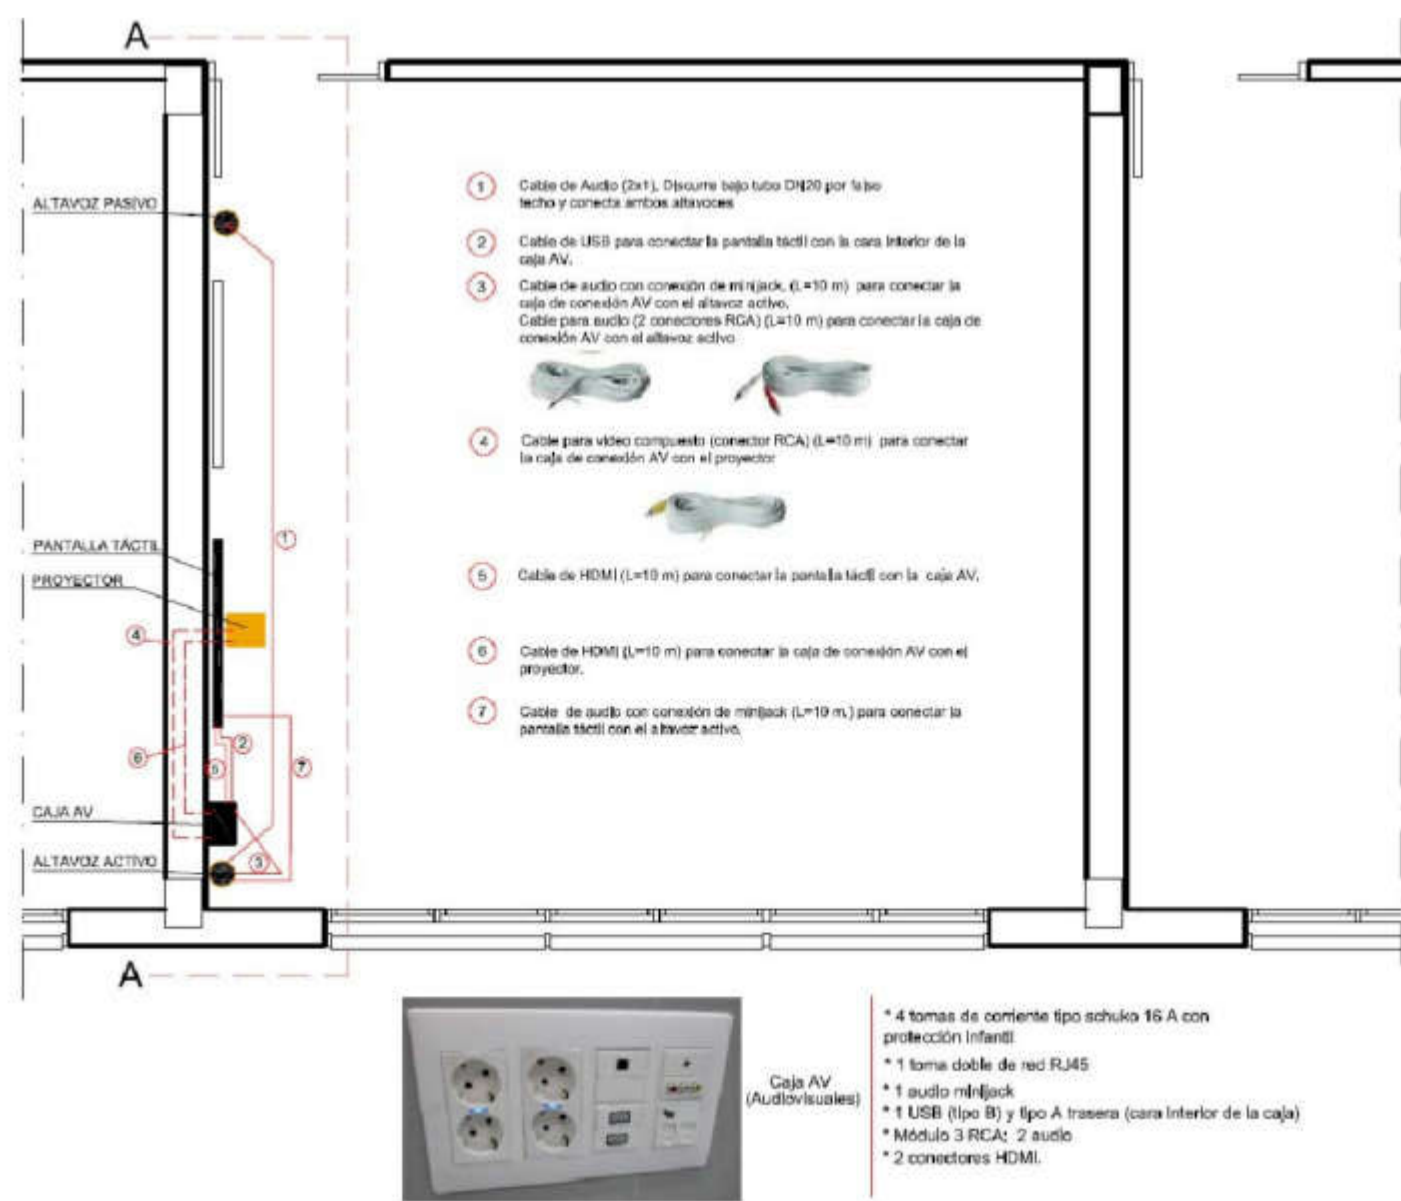 A
ALTAVOZ PASIVO
1 Cable de Audio (2x1), Discurre bajo tubo DN20 por falso
techo y conecta ambos altavoces
2 Cable de USB para conectar la pantalla táctil con la cara interior de la
caja AV.
3 Cable de audio con conexión de minijack, (L=10 m) para conectar la
caja de conexión AV con el altavoz activo.
Cable para audio (2 conectores RCA) (L=10 m) para conectar la caja de
conexión AV con el altavoz activo
4 Cable para video compuesto (conector RCA) (L=10 m) para conectar
la caja de conexión AV con el proyector
1
PANTALLA TÁCTIL
PROYECTOR
5 Cable de HDMI (L=10 m) para conectar la pantalla táctil con la caja AV.
4
6 Cable de HDMI (L=10 m) para conectar la caja de conexión AV con el
proyector.
7 Cable de audio con conexión de minijack (L=10 m.) para conectar la
pantalla táctil con el altavoz activo.
2
6
5
7
CAJA AV
ALTAVOZ ACTIVO
3
A
Caja AV
(Audiovisuales)
* 4 tomas de corriente tipo schuko 16 A con
protección infantil
* 1 toma doble de red RJ45
* 1 audio minijack
* 1 USB (tipo B) y tipo A trasera (cara interior de la caja)
* Módulo 3 RCA; 2 audio
* 2 conectores HDMI.